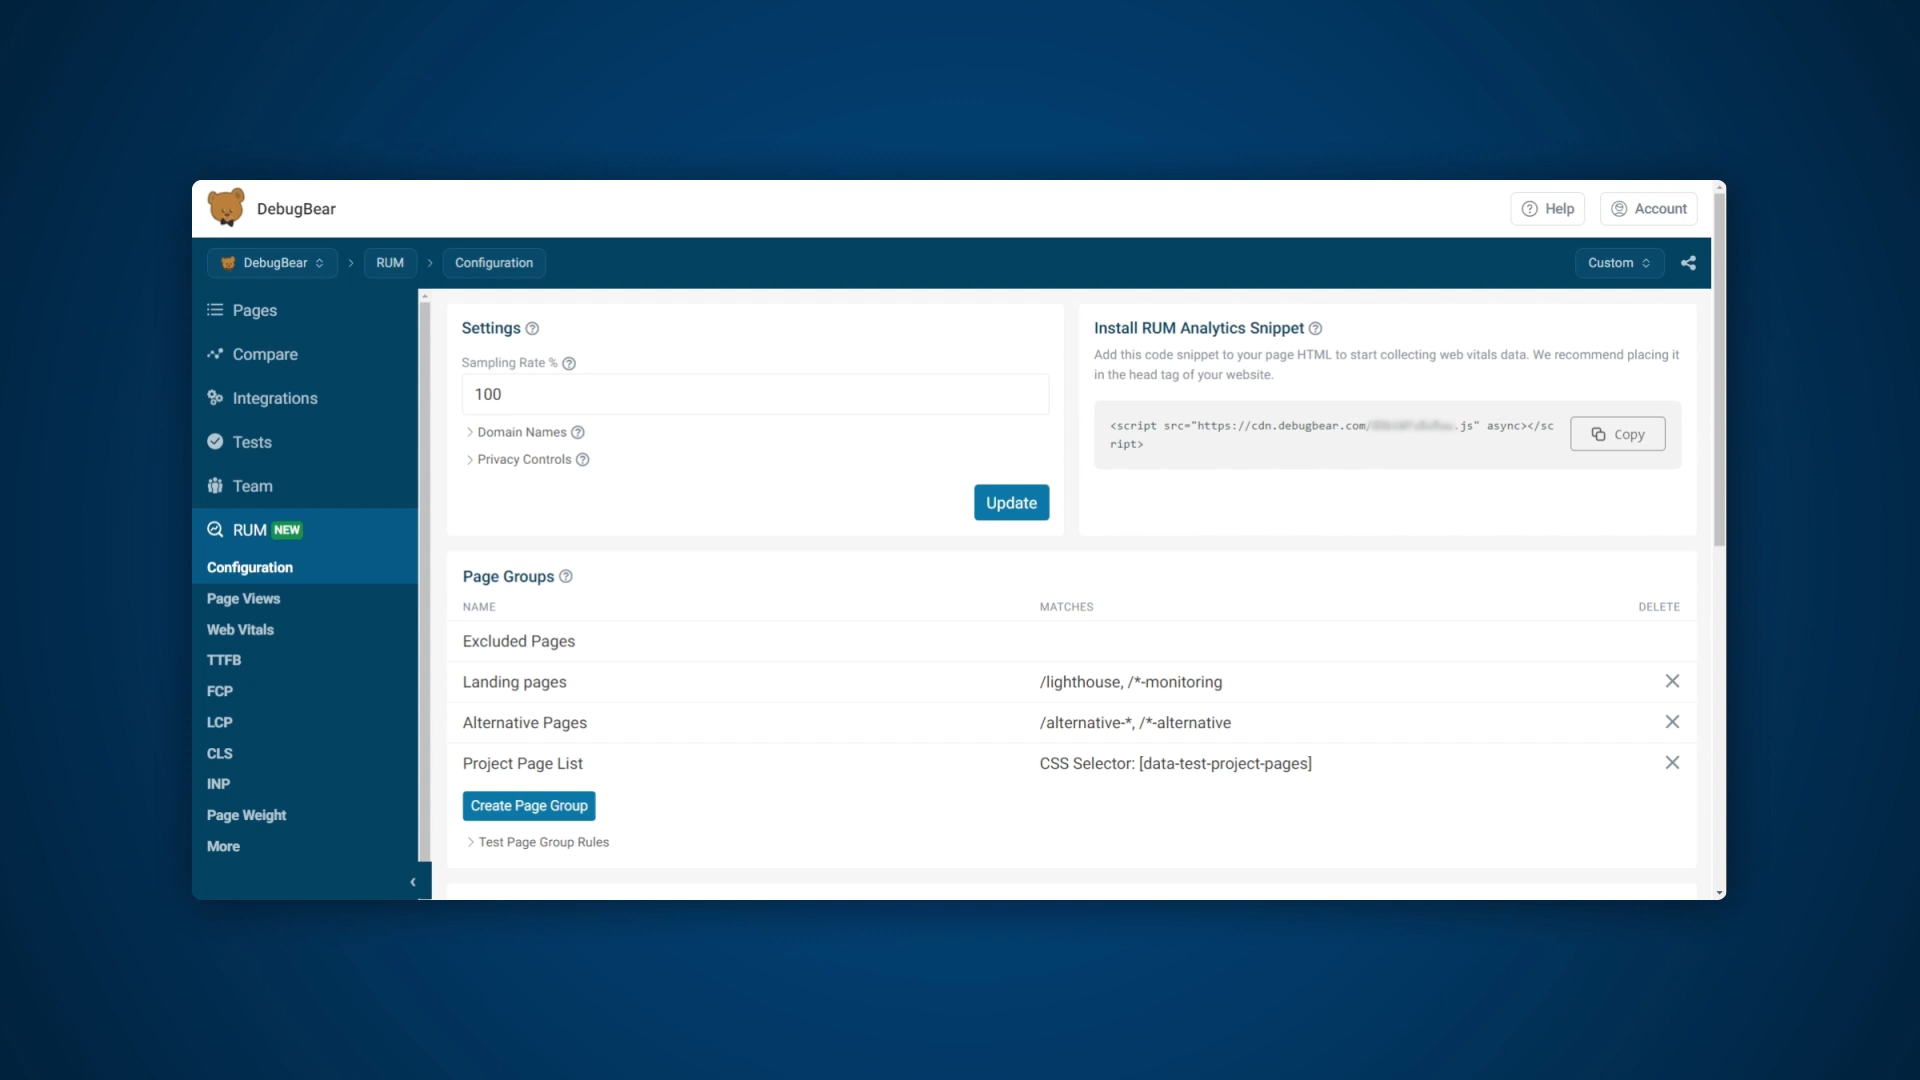 DebugBear
Help
Account
DebugBear
RUM
Configuration
Custom
Pages
Compare
Integrations
Tests
Team
RUM NEW
Configuration
Page Views
Web Vitals
TTFB
FCP
LCP
CLS
INP
Page Weight
More
Settings
Sampling Rate %
100
Domain Names
Privacy Controls
Update
Install RUM Analytics Snippet
Add this code snippet to your page HTML to start collecting web vitals data. We recommend placing it
in the head tag of your website.
<script src="https://cdn.debugbear.com/ .js" async></sc
ript>
Copy
Page Groups
NAME MATCHES DELETE
Excluded Pages
Landing pages /lighthouse, /*-monitoring
Alternative Pages /alternative-*, /*-alternative
Project Page List CSS Selector: [data-test-project-pages]
Create Page Group
Test Page Group Rules